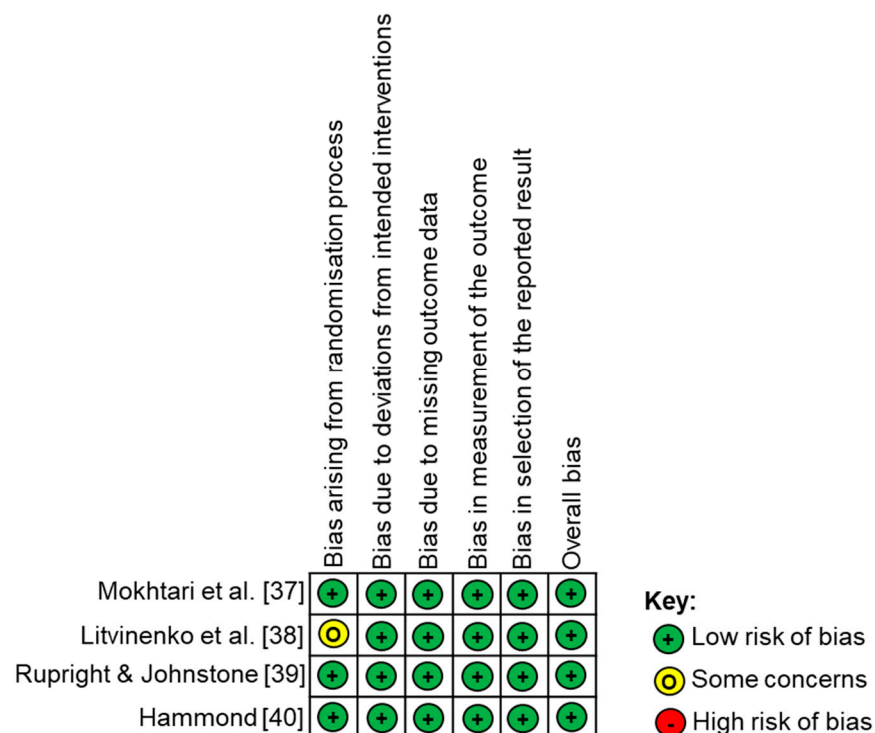 Bias arising from randomisation process
Bias due to deviations from intended interventions
Bias due to missing outcome data
Bias in measurement of the outcome
Bias in selection of the reported result
Overall bias
Mokhtari et al. [37] + + + + + +
Litvinenko et al. [38] O + + + + +
Rupright & Johnstone [39] + + + + + +
Hammond [40] + + + + + +
Key:
+ Low risk of bias
O Some concerns
- High risk of bias